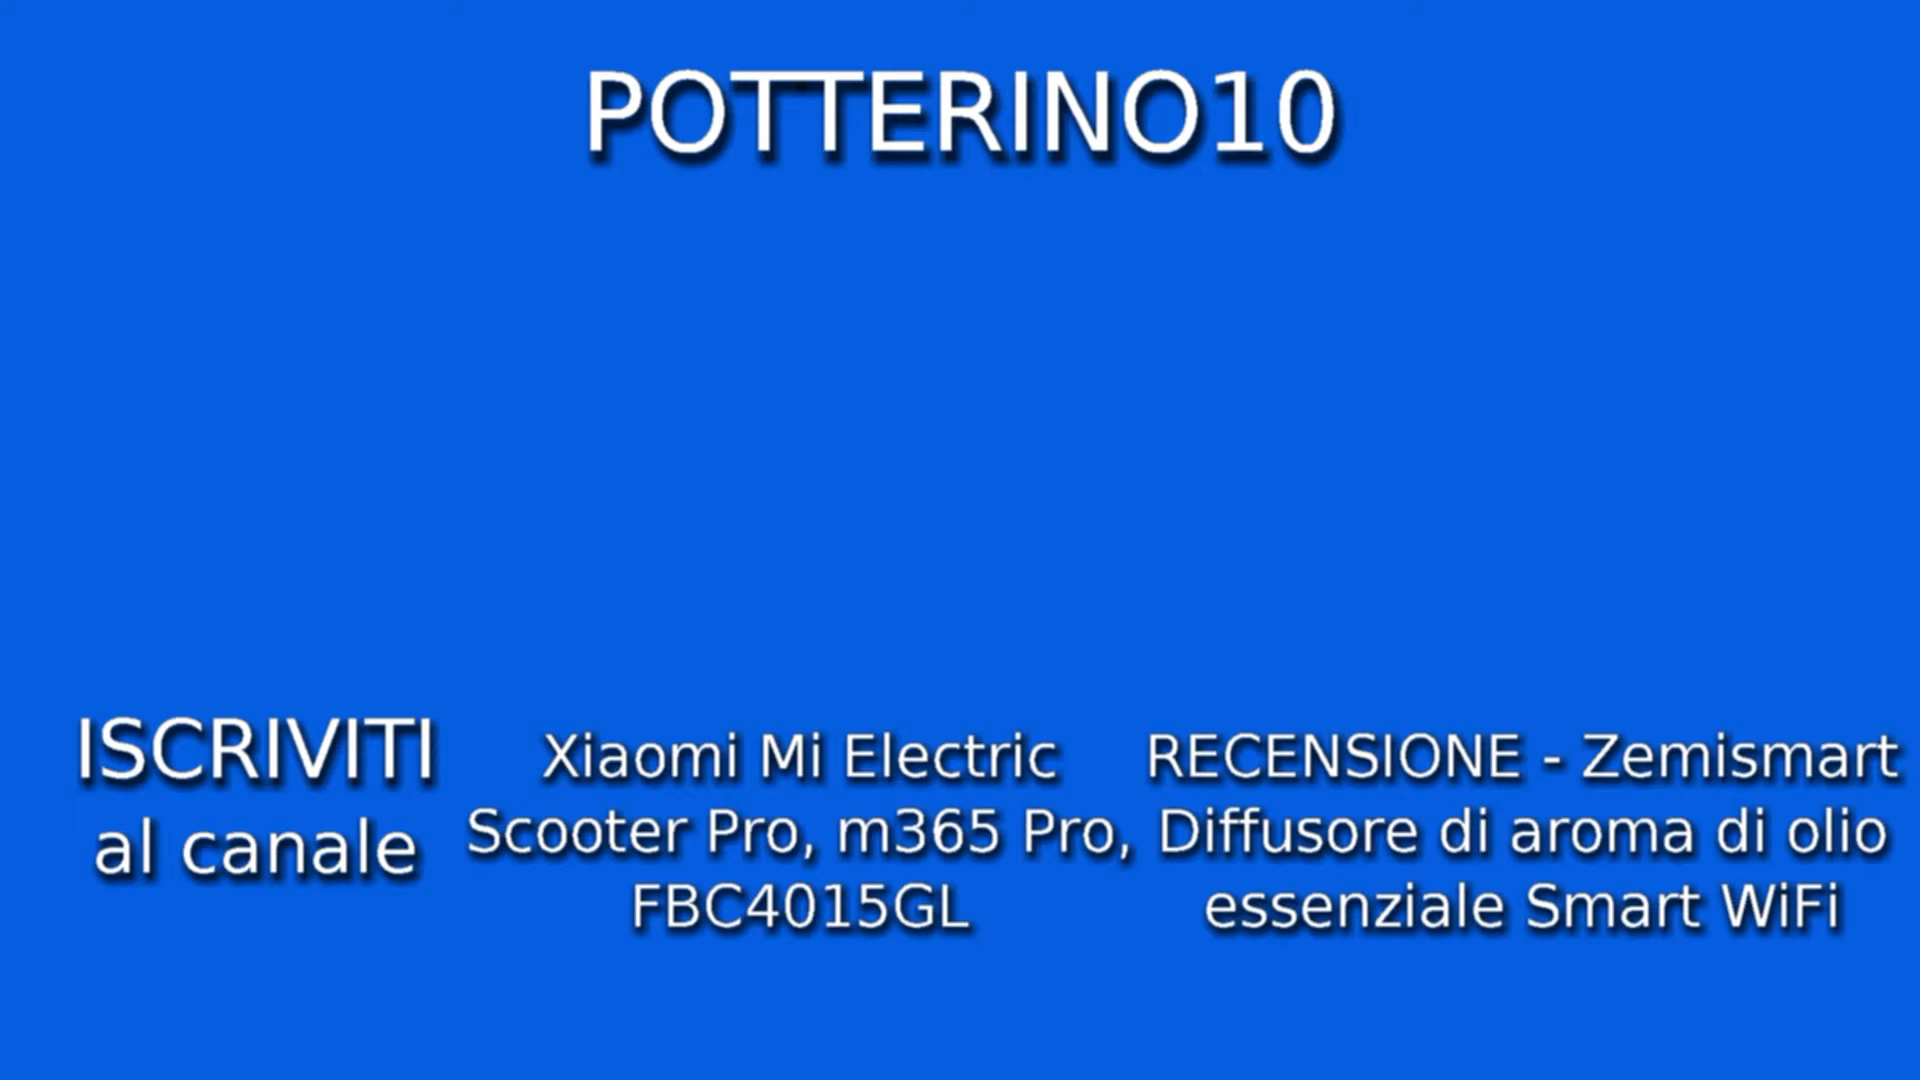 POTTERINO10
ISCRIVITI
al canale
Xiaomi Mi Electric
Scooter Pro, m365 Pro,
FBC4015GL
RECENSIONE - Zemismart
Diffusore di aroma di olio
essenziale Smart WiFi